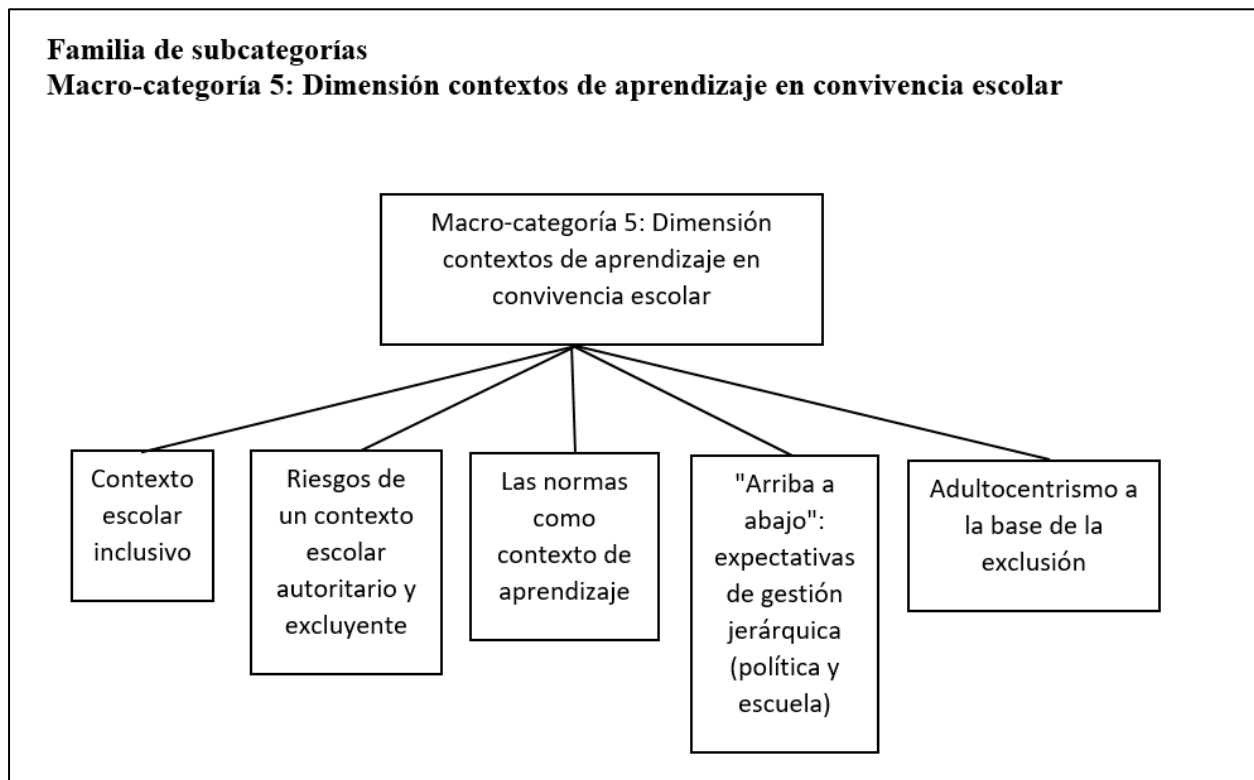 Familia de subcategorías
Macro-categoría 5: Dimensión contextos de aprendizaje en convivencia escolar
Macro-categoría 5: Dimensión
contextos de aprendizaje en
convivencia escolar
Contexto
escolar
inclusivo
Riesgos de
un contexto
escolar
autoritario y
excluyente
Las normas
como
contexto de
aprendizaje
"Arriba a
abajo":
expectativas
de gestión
jerárquica
(política y
escuela)
Adultocentrismo a
la base de la
exclusión